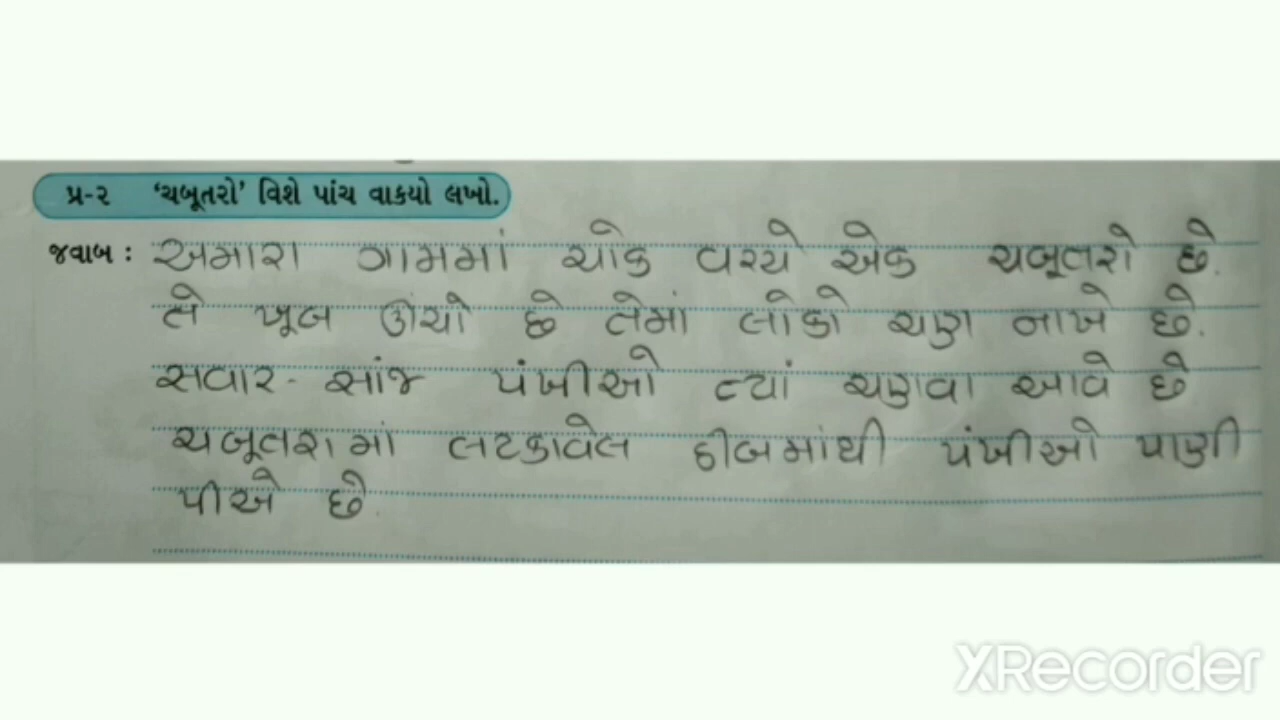 પ્ર-૨ ‘ચબૂતરો’ વિશે પાંચ વાકયો લખો.
જવાબ : અમારા ગામમાં ચોક વચ્ચે એક ચબૂતરો છે.
તે ખૂબ ઊંચો છે તેમાં લોકો ચણ નાખે છે.
સવાર - સાંજ પંખીઓ ત્યાં ચણવા આવે છે
ચબૂતરામાં લટકાવેલ ઠીબમાંથી પંખીઓ પાણી
પીએ છે.
XRecorder